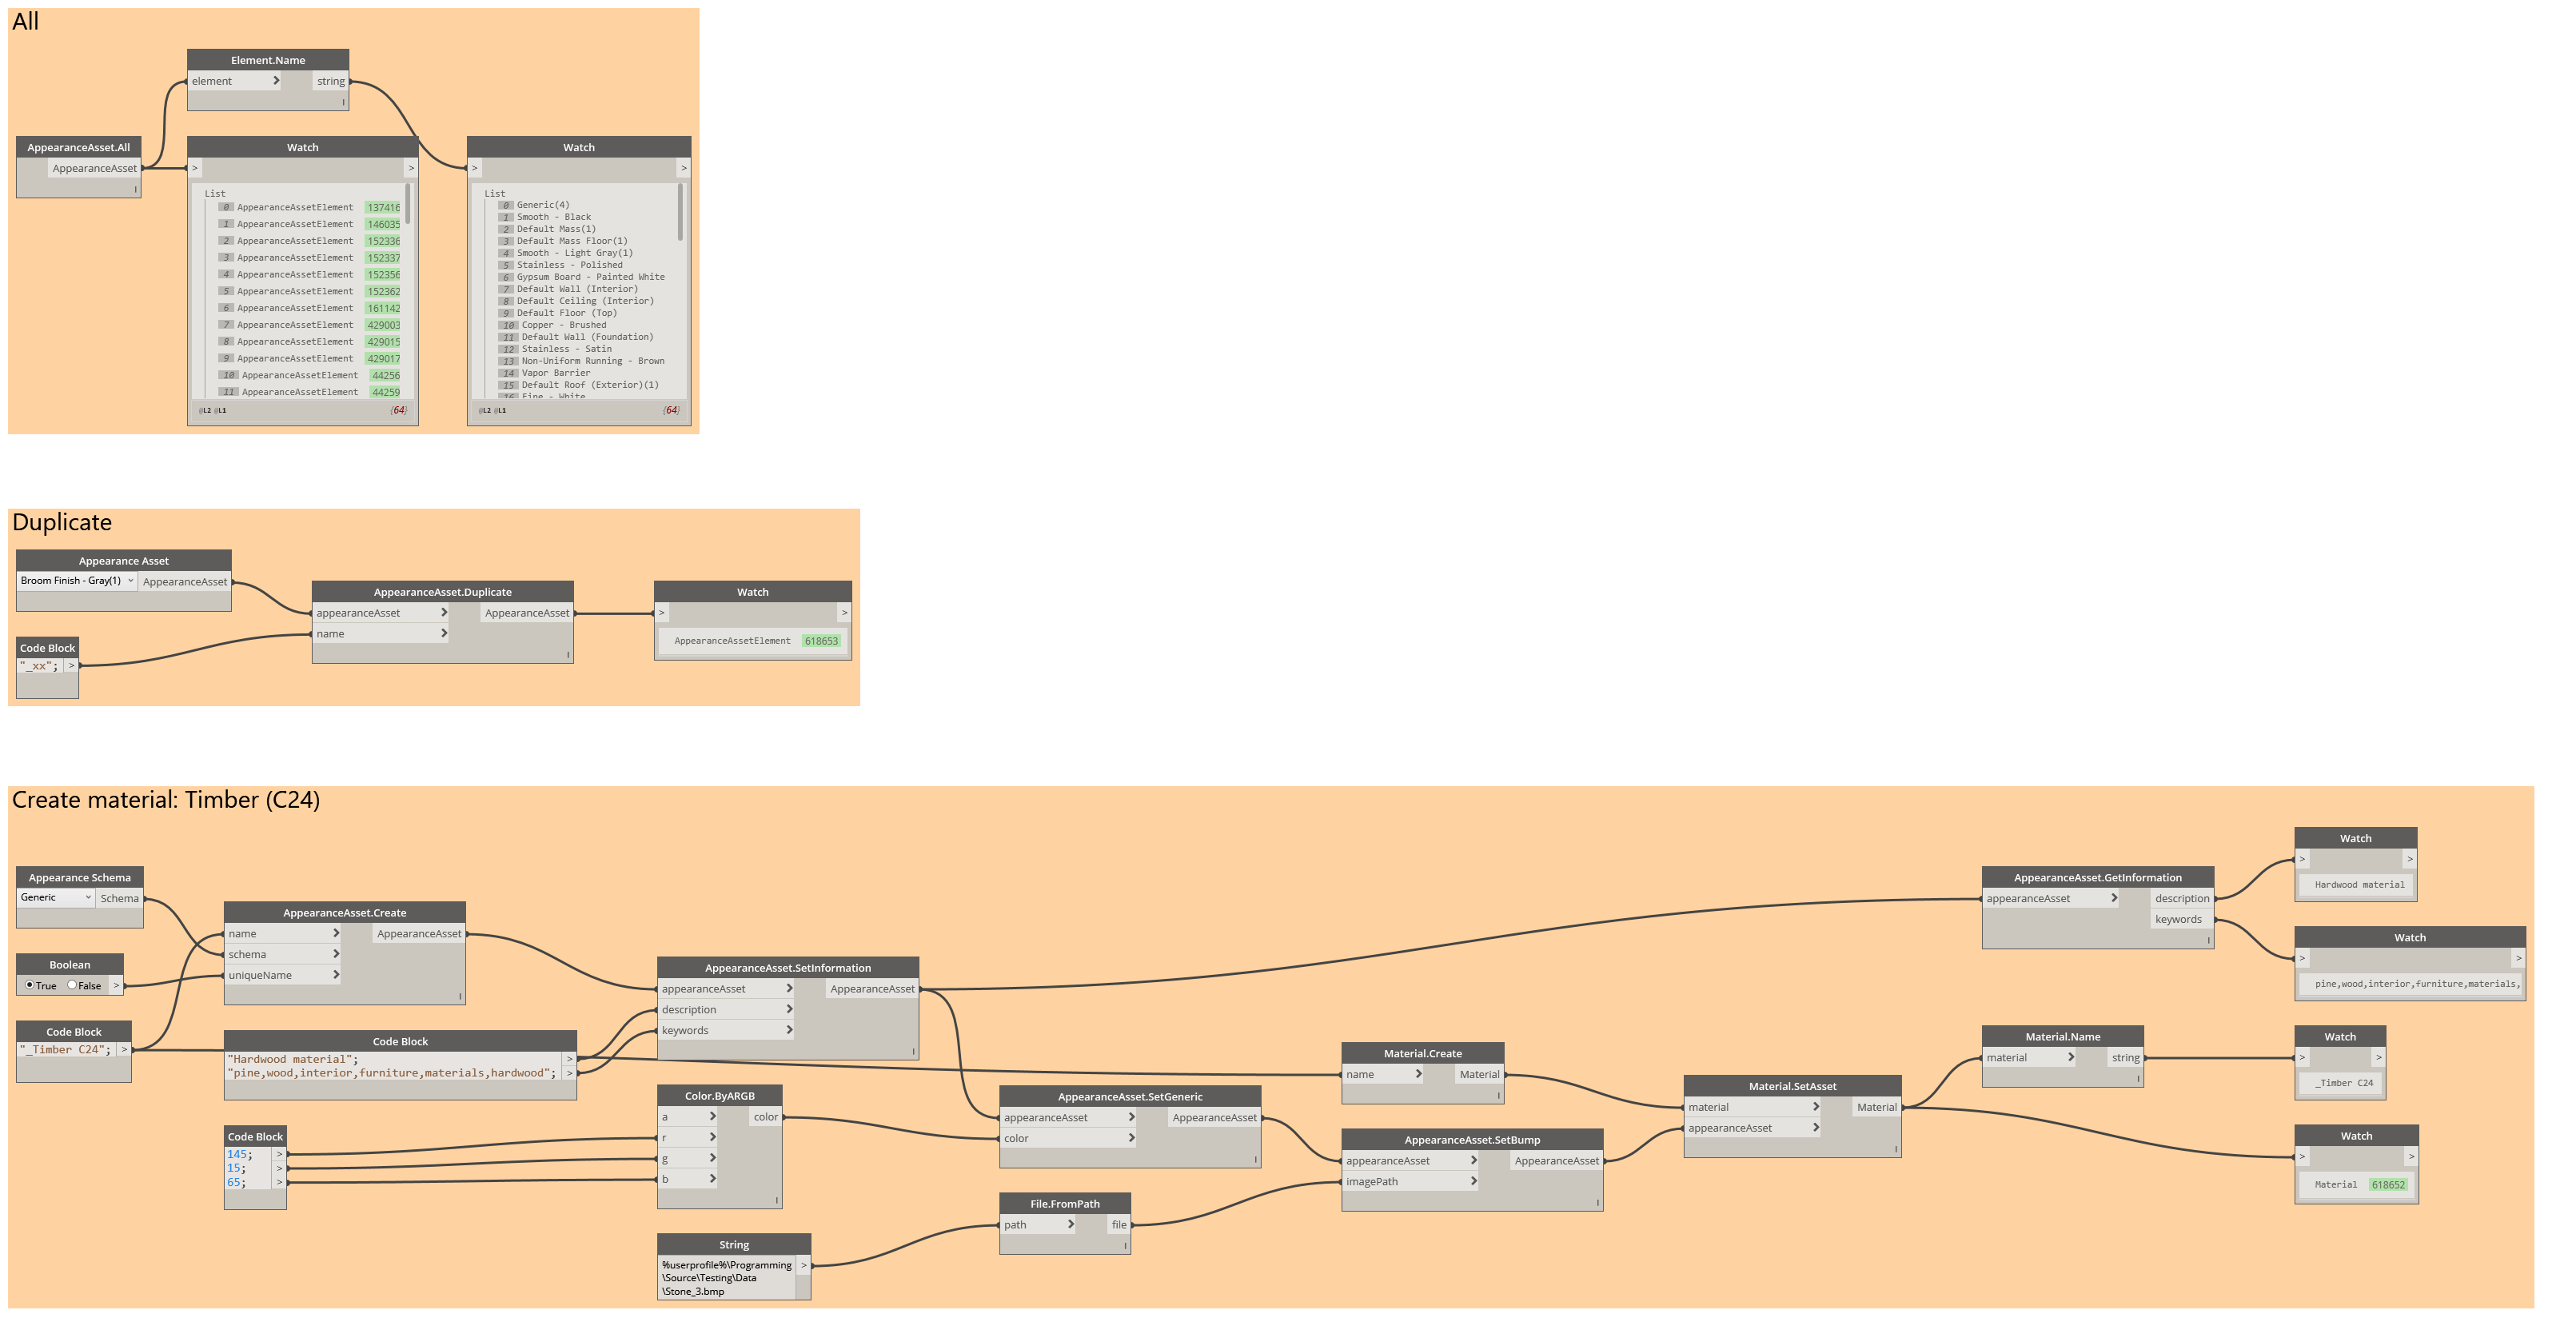 All
Element.Name
element > string
AppearanceAsset.All
AppearanceAsset
Watch
> >
List
0 AppearanceAssetElement 137416
1 AppearanceAssetElement 146035
2 AppearanceAssetElement 152336
3 AppearanceAssetElement 152337
4 AppearanceAssetElement 152356
5 AppearanceAssetElement 152362
6 AppearanceAssetElement 161142
7 AppearanceAssetElement 429003
8 AppearanceAssetElement 429015
9 AppearanceAssetElement 429017
10 AppearanceAssetElement 44256
11 AppearanceAssetElement 44259
@L2 @L1 {64}
Watch
> >
List
0 Generic(4)
1 Smooth - Black
2 Default Mass(1)
3 Default Mass Floor(1)
4 Smooth - Light Gray(1)
5 Stainless - Polished
6 Gypsum Board - Painted White
7 Default Wall (Interior)
8 Default Ceiling (Interior)
9 Default Floor (Top)
10 Copper - Brushed
11 Default Wall (Foundation)
12 Stainless - Satin
13 Non-Uniform Running - Brown
14 Vapor Barrier
15 Default Roof (Exterior)(1)
16 Fine - White
@L2 @L1 {64}
Duplicate
Appearance Asset
Broom Finish - Gray(1) AppearanceAsset
Code Block
"_xx"; >
AppearanceAsset.Duplicate
appearanceAsset > AppearanceAsset
name >
Watch
> >
AppearanceAssetElement 618653
Create material: Timber (C24)
Appearance Schema
Generic Schema
Boolean
True False >
Code Block
"_Timber C24"; >
AppearanceAsset.Create
name > AppearanceAsset
schema >
uniqueName >
Code Block
"Hardwood material"; >
"pine,wood,interior,furniture,materials,hardwood"; >
Code Block
145; >
15; >
65; >
AppearanceAsset.SetInformation
appearanceAsset > AppearanceAsset
description >
keywords >
Color.ByARGB
a > color
r >
g >
b >
String
%userprofile%\Programming >
\Source\Testing\Data
\Stone_3.bmp
AppearanceAsset.SetGeneric
appearanceAsset > AppearanceAsset
color >
File.FromPath
path > file
Material.Create
name > Material
AppearanceAsset.SetBump
appearanceAsset > AppearanceAsset
imagePath >
Material.SetAsset
material > Material
appearanceAsset >
AppearanceAsset.GetInformation
appearanceAsset > description
keywords
Material.Name
material > string
Watch
> >
Hardwood material
Watch
> >
pine,wood,interior,furniture,materials,
Watch
> >
_Timber C24
Watch
> >
Material 618652